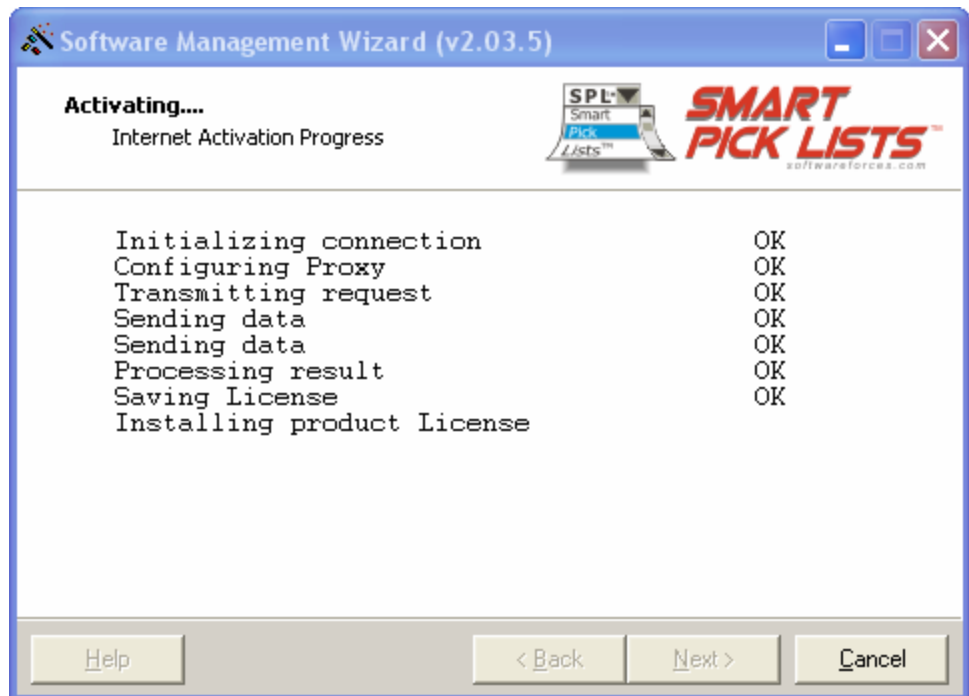 Software Management Wizard (v2.03.5)
Activating....
Internet Activation Progress
SPL
Smart
Pick
Lists™
SMART
PICK LISTS™
softwareforces.com
Initializing connection OK
Configuring Proxy OK
Transmitting request OK
Sending data OK
Sending data OK
Processing result OK
Saving License OK
Installing product License
Help < Back Next > Cancel